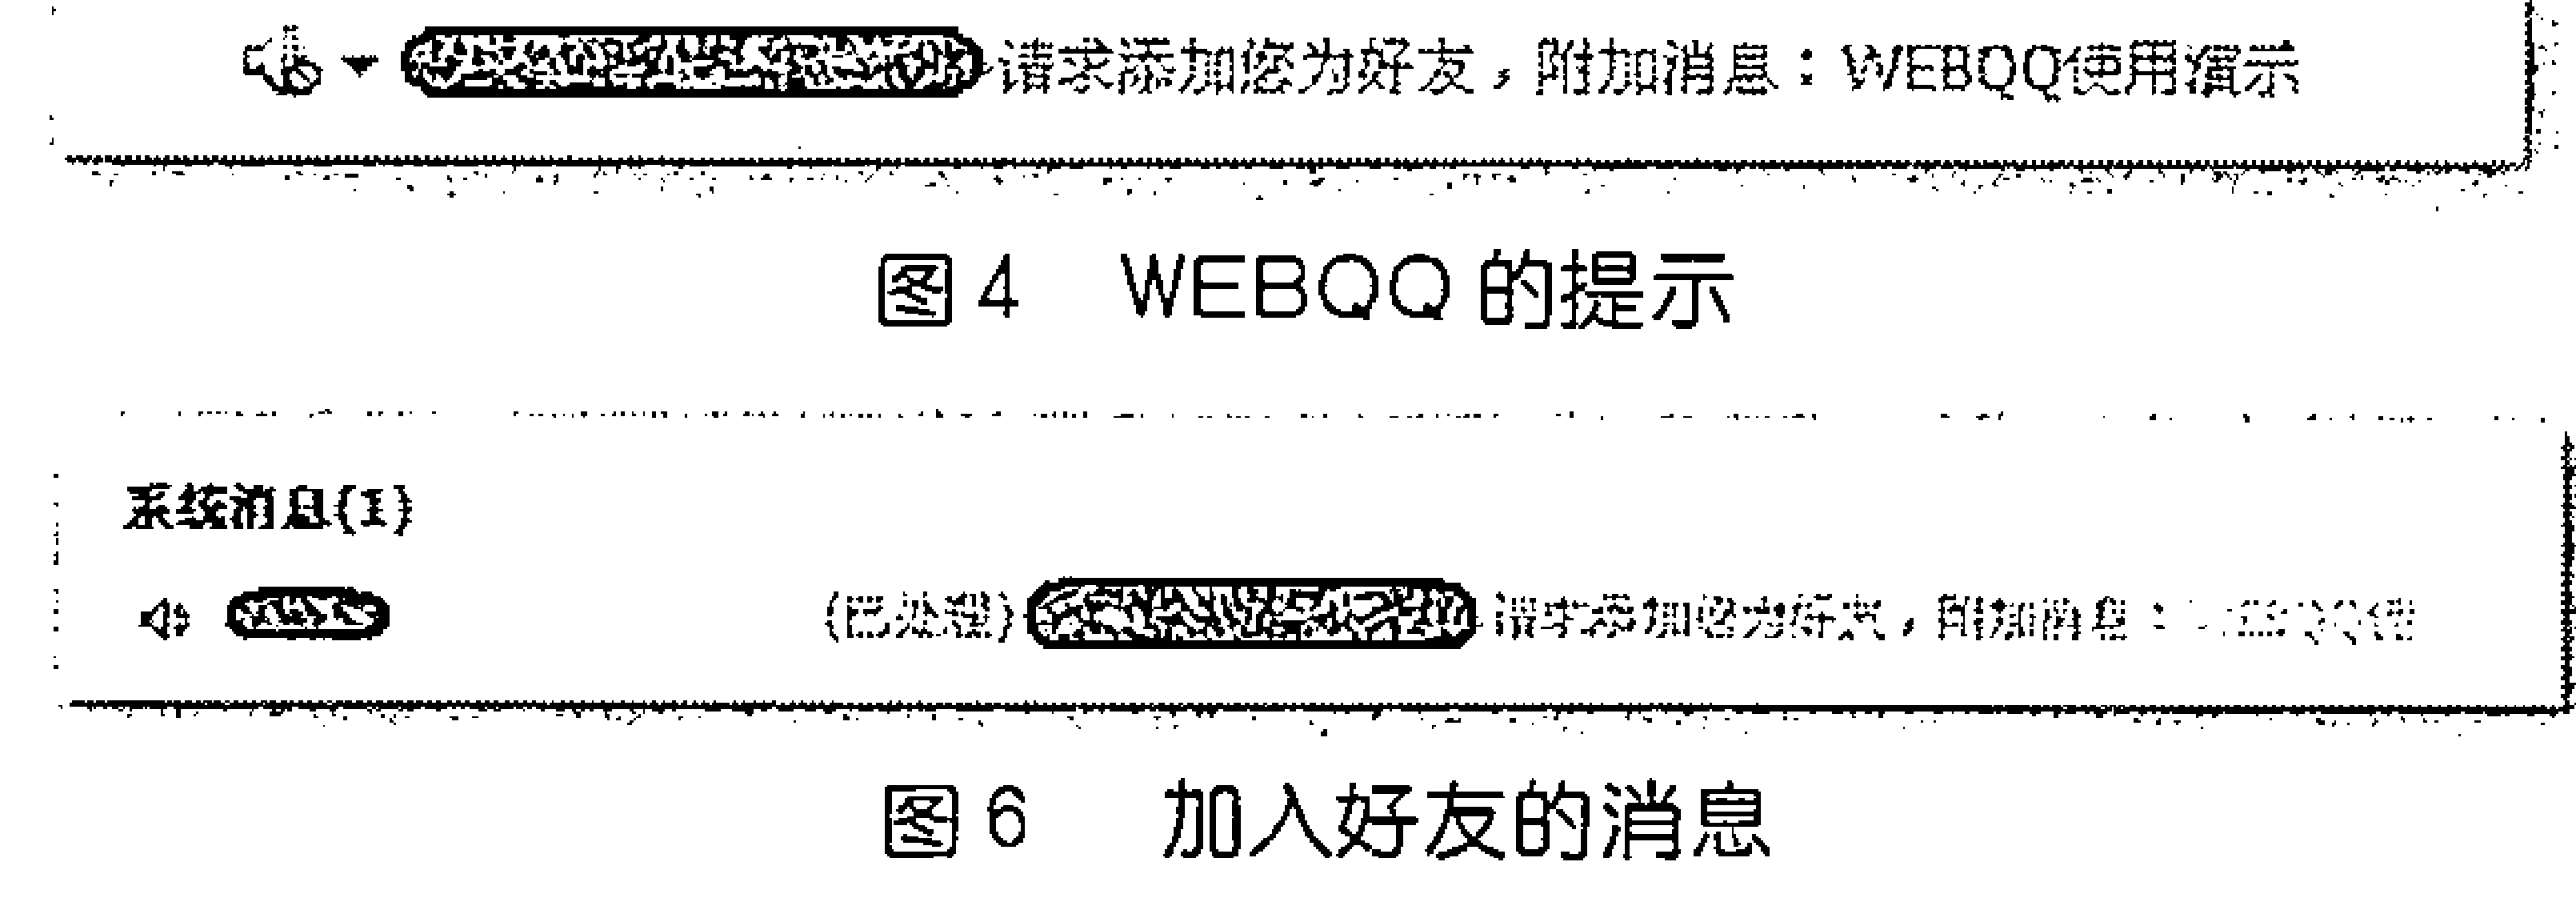 请求添加您为好友，附加消息：WEBQQ使用演示
图4 WEBQQ的提示
系统消息(1)
(已处理) 请求添加您为好友，附加消息：
图6 加入好友的消息